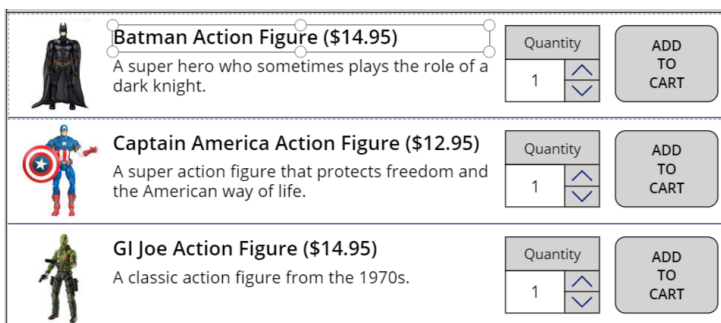 Batman Action Figure ($14.95)
A super hero who sometimes plays the role of a
dark knight.
Quantity
1
ADD
TO
CART
Captain America Action Figure ($12.95)
A super action figure that protects freedom and
the American way of life.
Quantity
1
ADD
TO
CART
GI Joe Action Figure ($14.95)
A classic action figure from the 1970s.
Quantity
1
ADD
TO
CART